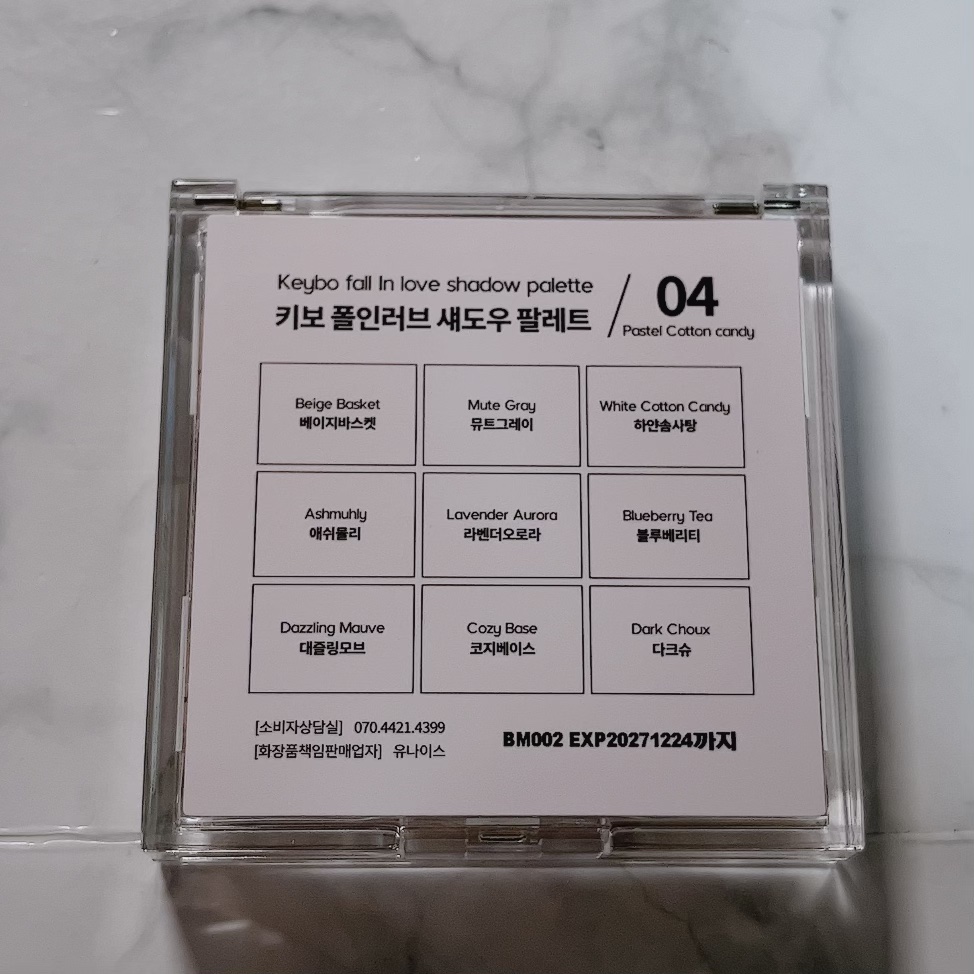 Keybo fall In love shadow palette
키보 폴인러브 섀도우 팔레트
04
Pastel Cotton candy
Beige Basket
베이지바스켓
Mute Gray
뮤트그레이
White Cotton Candy
하얀솜사탕
Ashmuhly
애쉬뮬리
Lavender Aurora
라벤더오로라
Blueberry Tea
블루베리티
Dazzling Mauve
대즐링모브
Cozy Base
코지베이스
Dark Choux
다크슈
[소비자상담실] 070.4421.4399
[화장품책임판매업자] 유나이스
BM002 EXP20271224까지